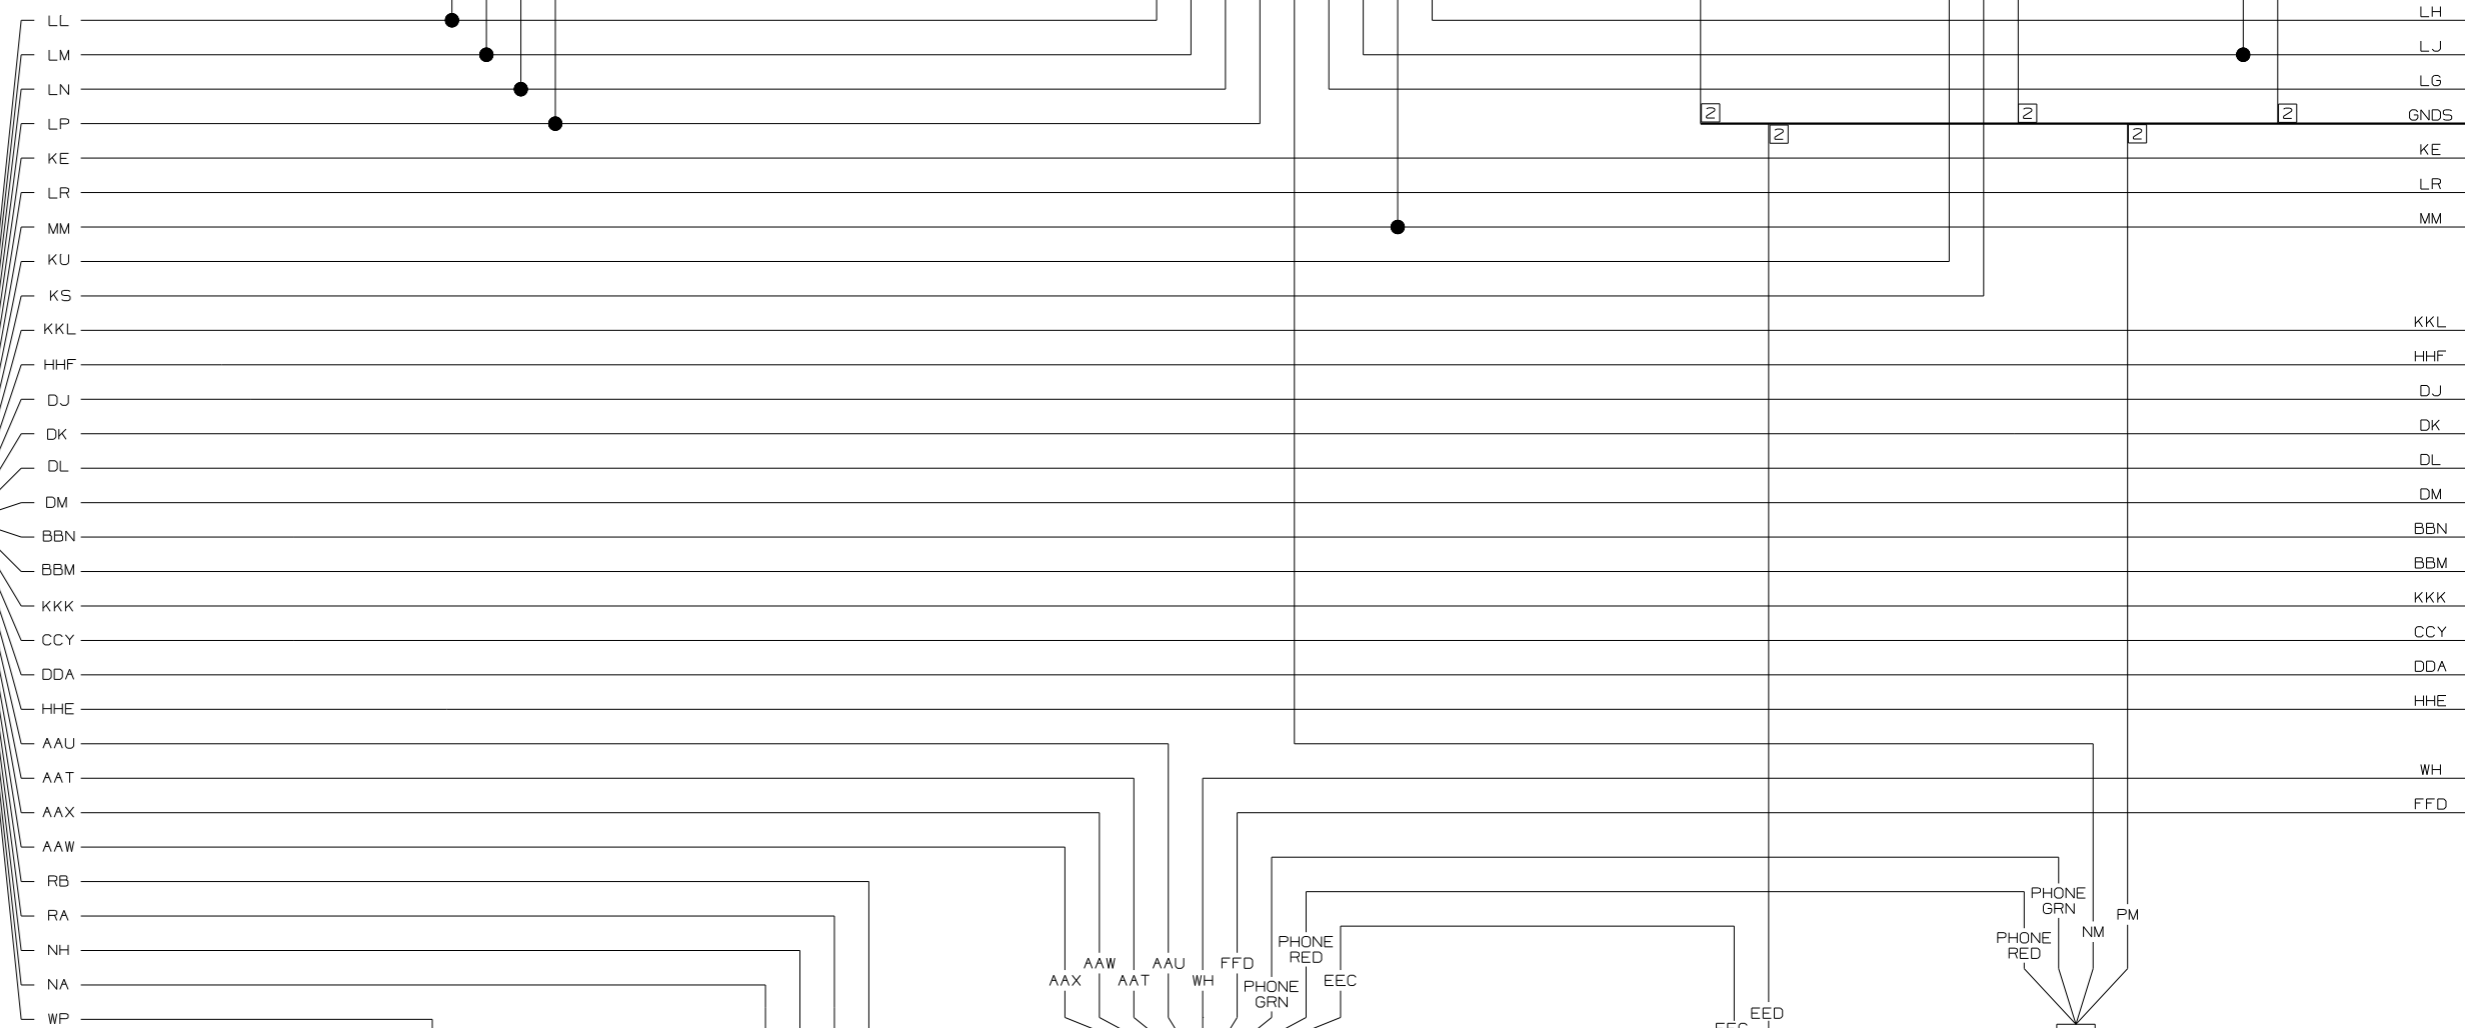 LL
LH
LM
LJ
LN
LG
LP
2
2
2
GNDS
2
2
KE
KE
LR
LR
MM
MM
KU
KS
KKL
KKL
HHF
HHF
DJ
DJ
DK
DK
DL
DL
DM
DM
BBN
BBN
BBM
BBM
KKK
KKK
CCY
CCY
DDA
DDA
HHE
HHE
AAU
AAT
WH
AAX
FFD
AAW
RB
RA
NH
NA
WP
AAX
AAW
AAT
AAU
WH
FFD
PHONE
GRN
PHONE
RED
EEC
EED
PHONE
RED
PHONE
GRN
NM
PM